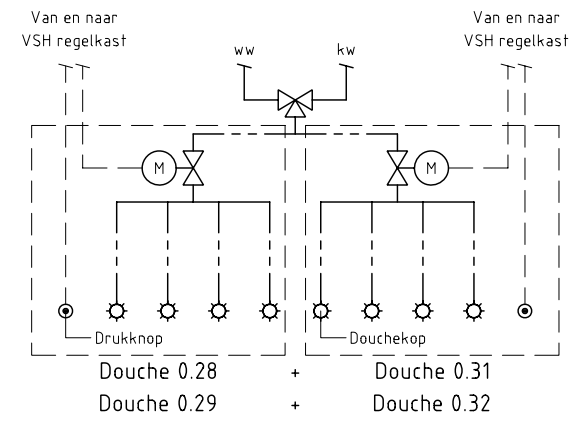 Van en naar
VSH regelkast
Van en naar
VSH regelkast
ww
kw
M
M
Drukknop
Douchekop
Douche 0.28 + Douche 0.31
Douche 0.29 + Douche 0.32